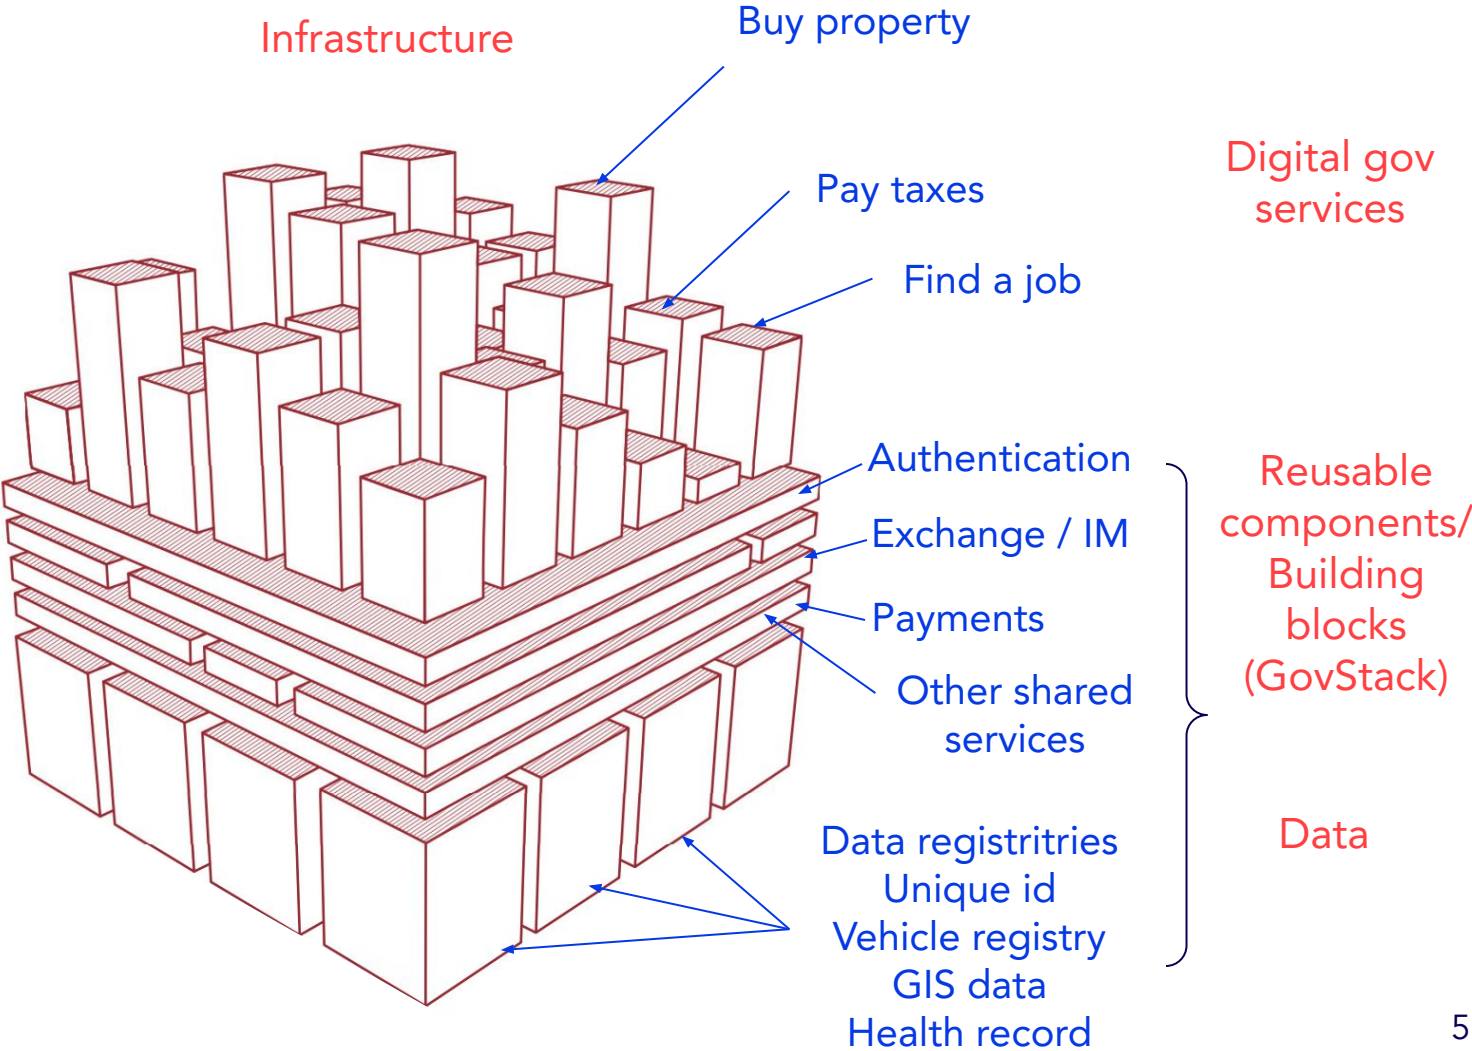 Infrastructure
Buy property
Digital gov
services
Pay taxes
Find a job
Authentication
Exchange / IM
Payments
Other shared
services
Reusable
components/
Building
blocks
(GovStack)
Data registritries
Unique id
Vehicle registry
GIS data
Health record
Data
5